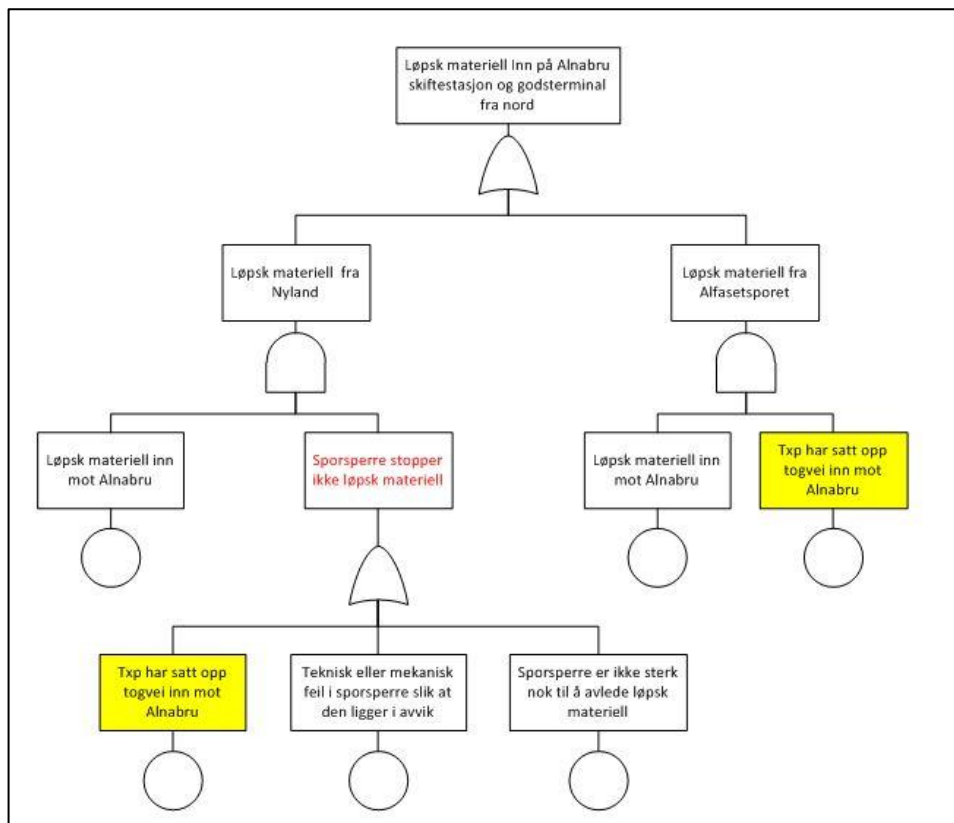 Løpsk materiell Inn på Alnabru
skiftestasjon og godsterminal
fra nord
Løpsk materiell fra
Nyland
Løpsk materiell fra
Alfasetsporet
Løpsk materiell inn
mot Alnabru
Sporsperre stopper
ikke løpsk materiell
Løpsk materiell inn
mot Alnabru
Txp har satt opp
togvei inn mot
Alnabru
Txp har satt opp
togvei inn mot
Alnabru
Teknisk eller mekanisk
feil i sporsperre slik at
den ligger i avvik
Sporsperre er ikke sterk
nok til å avlede løpsk
materiell